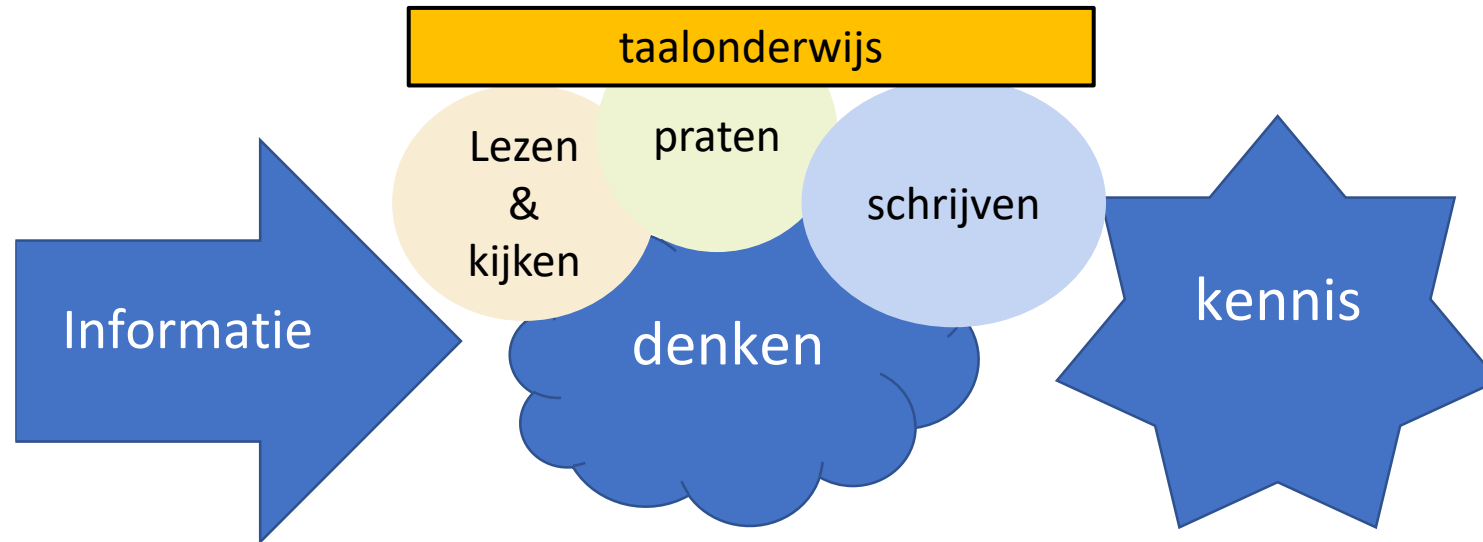 taalonderwijs
Lezen
&
kijken
praten
schrijven
Informatie
denken
kennis